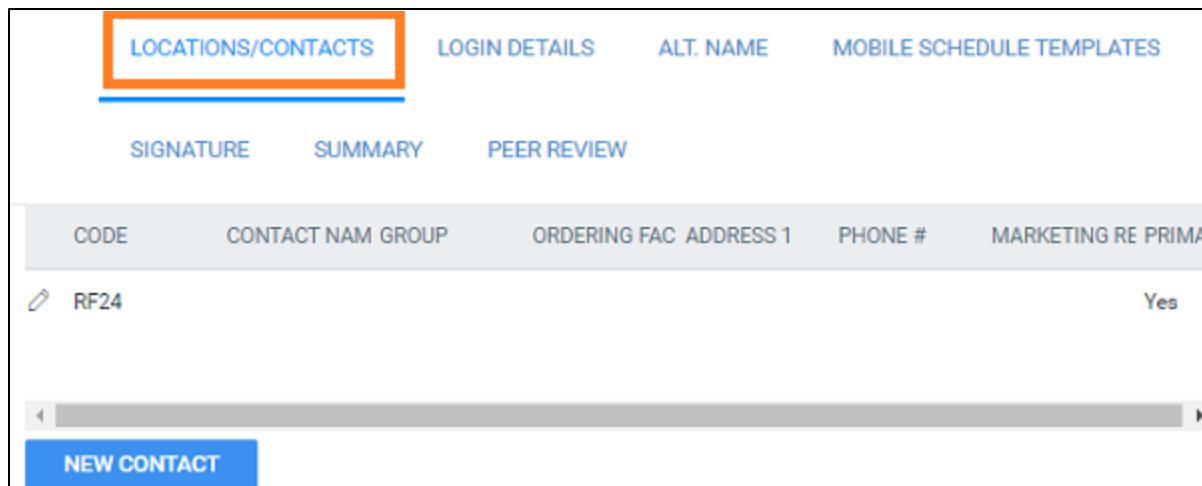 LOCATIONS/CONTACTS LOGIN DETAILS ALT. NAME MOBILE SCHEDULE TEMPLATES
SIGNATURE SUMMARY PEER REVIEW
CODE CONTACT NAM GROUP ORDERING FAC ADDRESS 1 PHONE # MARKETING RE PRIMA
RF24 Yes
NEW CONTACT